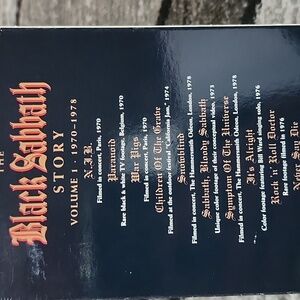 THE
Black Sabbath
STORY
VOLUME 1 · 1970-1978
N.I.B.
Filmed in concert, Paris, 1970
Paranoid
Rare black & white TV footage, Belgium, 1970
War Pigs
Filmed in concert, Paris, 1970
Children Of The Grave
Filmed at the California Jam, 1974
Snowblind
Filmed in concert, The Hammersmith Odeon, London, 1978
Sabbath, Bloody Sabbath
Unique color footage of their conceptual video, 1973
Symptom Of The Universe
Filmed in concert, The Hammersmith Odeon, London, 1978
It's Alright
Color footage featuring Bill Ward singing solo, 1976
Rock 'n' Roll Doctor
Rare footage filmed in 1976
Never Say Die